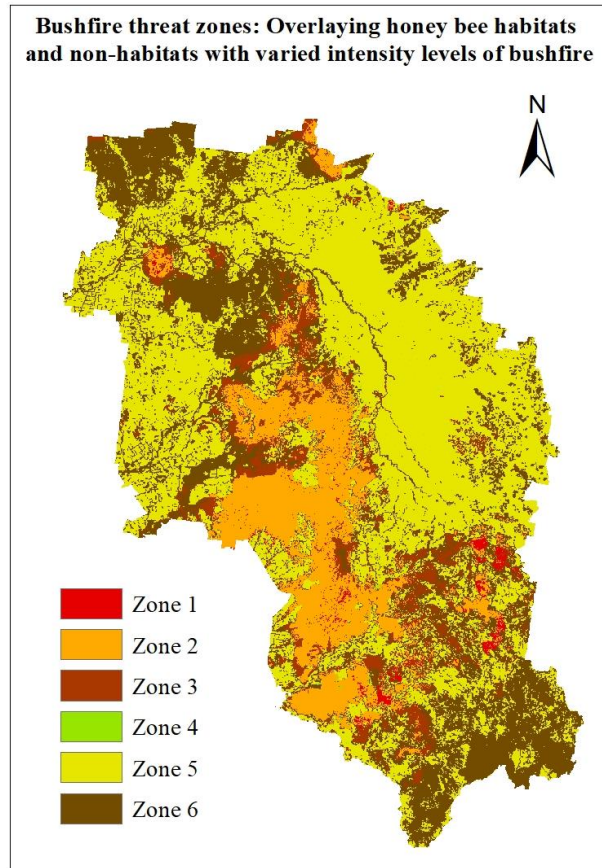 Bushfire threat zones: Overlaying honey bee habitats
and non-habitats with varied intensity levels of bushfire
N
Zone 1
Zone 2
Zone 3
Zone 4
Zone 5
Zone 6